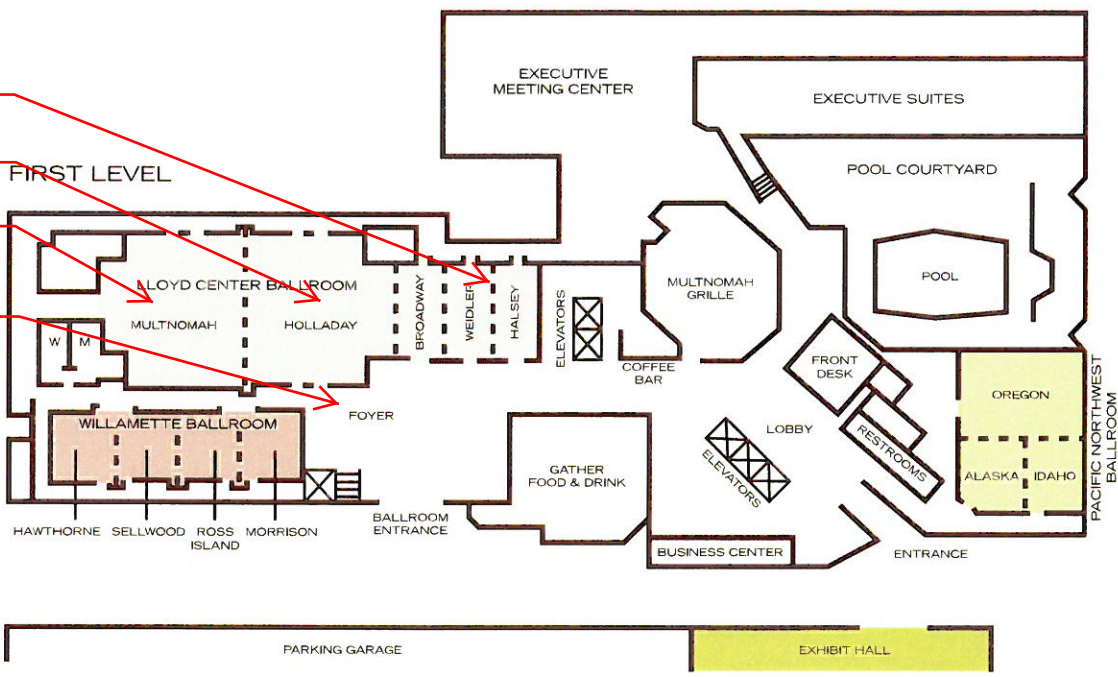 EXECUTIVE
MEETING CENTER
EXECUTIVE SUITES
FIRST LEVEL
POOL COURTYARD
LLOYD CENTER BALLROOM
MULTNOMAH
HOLLADAY
BROADWAY
WEIDLER
HALSEY
ELEVATORS
MULTNOMAH
GRILLE
POOL
W M
COFFEE
BAR
FRONT
DESK
OREGON
FOYER
WILLAMETTE BALLROOM
LOBBY
RESTROOMS
ELEVATORS
GATHER
FOOD & DRINK
ALASKA
IDAHO
PACIFIC NORTHWEST
BALLROOM
HAWTHORNE
SELLWOOD
ROSS
ISLAND
MORRISON
BALLROOM
ENTRANCE
BUSINESS CENTER
ENTRANCE
PARKING GARAGE
EXHIBIT HALL